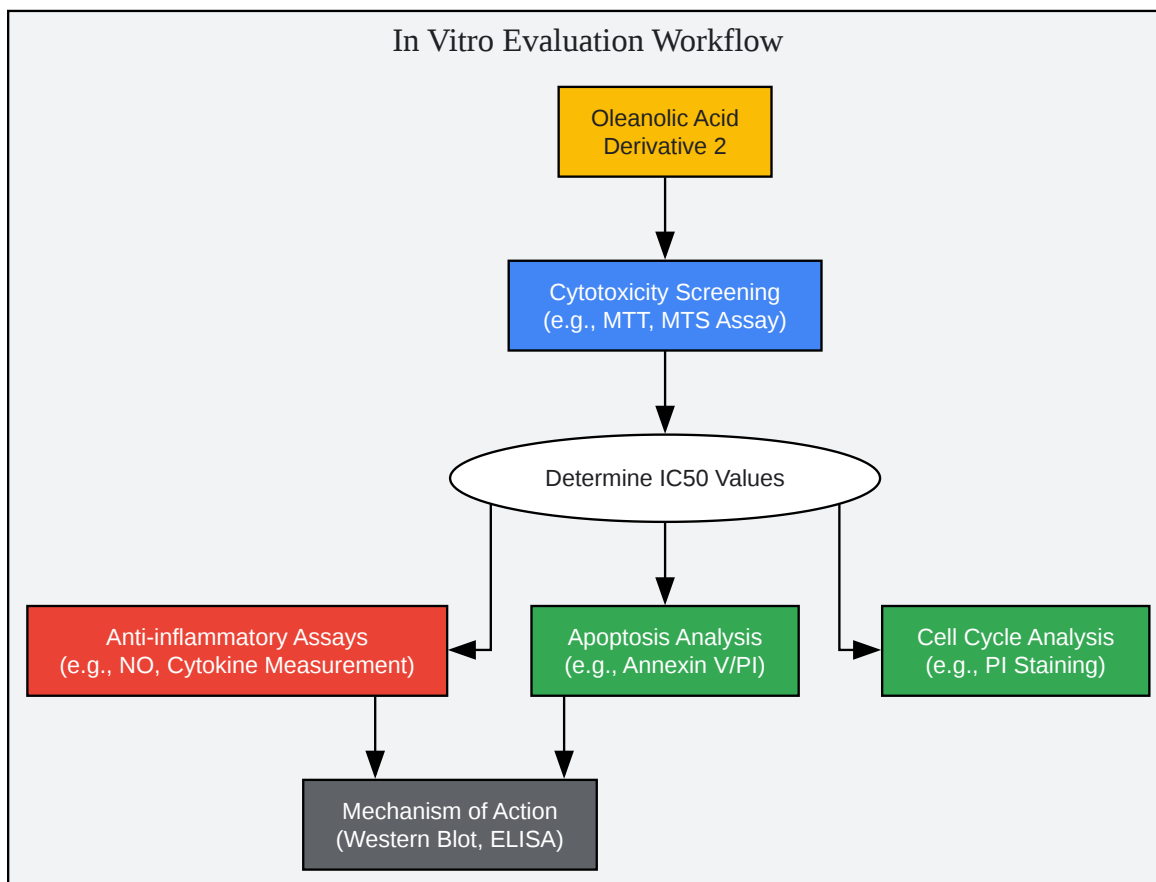 In Vitro Evaluation Workflow
Oleanolic Acid
Derivative 2
Cytotoxicity Screening
(e.g., MTT, MTS Assay)
Determine IC50 Values
Anti-inflammatory Assays
(e.g., NO, Cytokine Measurement)
Apoptosis Analysis
(e.g., Annexin V/PI)
Cell Cycle Analysis
(e.g., PI Staining)
Mechanism of Action
(Western Blot, ELISA)